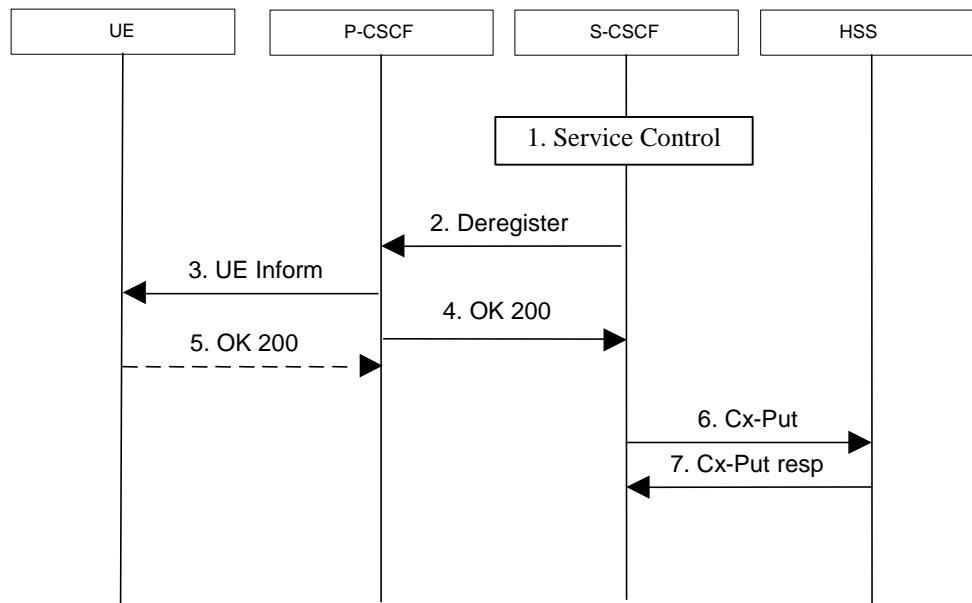 UE
P-CSCF
S-CSCF
HSS
1. Service Control
2. Deregister
3. UE Inform
4. OK 200
5. OK 200
6. Cx-Put
7. Cx-Put resp